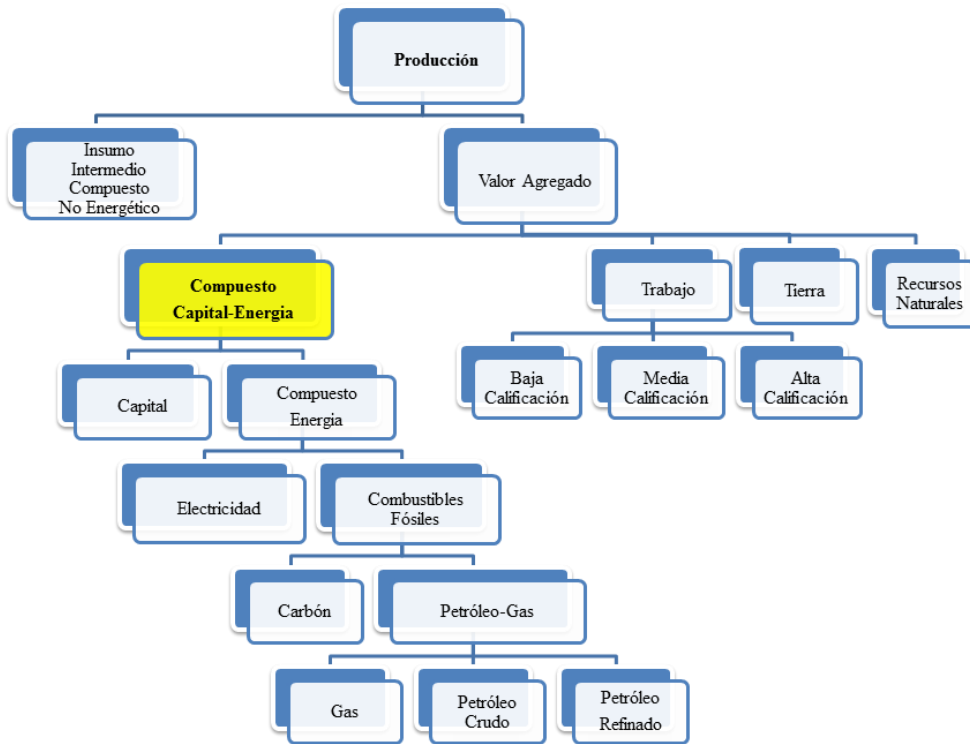 Producción
Insumo
Intermedio
Compuesto
No Energético
Valor Agregado
Compuesto
Capital-Energia
Trabajo
Tierra
Recursos
Naturales
Capital
Compuesto
Energia
Baja
Calificación
Media
Calificación
Alta
Calificación
Electricidad
Combustibles
Fósiles
Carbón
Petróleo-Gas
Gas
Petróleo
Crudo
Petróleo
Refinado